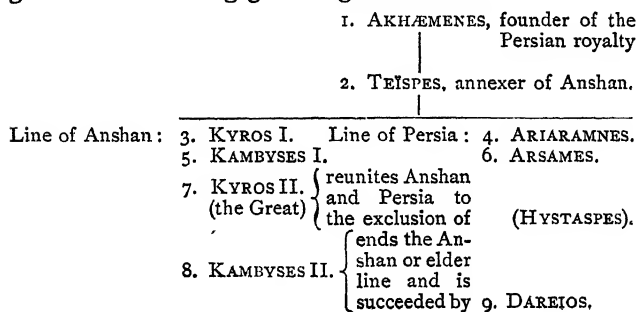 1. AKHÆMENES, founder of the
Persian royalty
2. TEÏSPES, annexer of Anshan.
Line of Anshan: 3. KYROS I. Line of Persia: 4. ARIARAMNES.
5. KAMBYSES I. 6. ARSAMES.
7. KYROS II. (the Great) { reunites Anshan
and Persia to
the exclusion of (HYSTASPES).
8. KAMBYSES II. { ends the An-
shan or elder
line and is
succeeded by 9. DAREIOS.